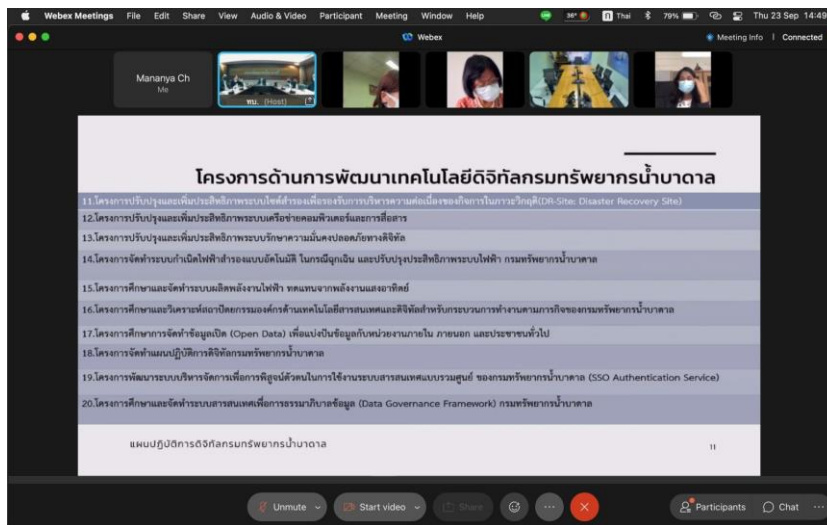 Webex Meetings File Edit Share View Audio & Video Participant Meeting Window Help 36° Thai 79% Thu 23 Sep 14:49
Webex Meeting Info Connected
Mananya Ch
Me
ทบ. (Host)
โครงการด้านการพัฒนาเทคโนโลยีดิจิทัลกรมทรัพยากรน้ำบาดาล
11.โครงการปรับปรุงและเพิ่มประสิทธิภาพระบบไซต์สำรองเพื่อรองรับการบริหารความต่อเนื่องของกิจการในภาวะวิกฤติ(DR-Site: Disaster Recovery Site)
12.โครงการปรับปรุงและเพิ่มประสิทธิภาพระบบเครือข่ายคอมพิวเตอร์และการสื่อสาร
13.โครงการปรับปรุงและเพิ่มประสิทธิภาพระบบรักษาความมั่นคงปลอดภัยทางดิจิทัล
14.โครงการจัดทำระบบกำเนิดไฟฟ้าสำรองแบบอัตโนมัติ ในกรณีฉุกเฉิน และปรับปรุงประสิทธิภาพระบบไฟฟ้า กรมทรัพยากรน้ำบาดาล
15.โครงการศึกษาและจัดทำระบบผลิตพลังงานไฟฟ้า ทดแทนจากพลังงานแสงอาทิตย์
16.โครงการศึกษาและวิเคราะห์สถาปัตยกรรมองค์กรด้านเทคโนโลยีสารสนเทศและดิจิทัลสำหรับกระบวนการทำงานตามภารกิจของกรมทรัพยากรน้ำบาดาล
17.โครงการศึกษาการจัดทำข้อมูลเปิด (Open Data) เพื่อแบ่งปันข้อมูลกับหน่วยงานภายใน ภายนอก และประชาชนทั่วไป
18.โครงการจัดทำแผนปฏิบัติการดิจิทัลกรมทรัพยากรน้ำบาดาล
19.โครงการพัฒนาระบบบริหารจัดการเพื่อการพิสูจน์ตัวตนในการใช้งานระบบสารสนเทศแบบรวมศูนย์ ของกรมทรัพยากรน้ำบาดาล (SSO Authentication Service)
20.โครงการศึกษาและจัดทำระบบสารสนเทศเพื่อการธรรมาภิบาลข้อมูล (Data Governance Framework) กรมทรัพยากรน้ำบาดาล
แผนปฏิบัติการดิจิทัลกรมทรัพยากรน้ำบาดาล 11
Unmute Start video Share Participants Chat